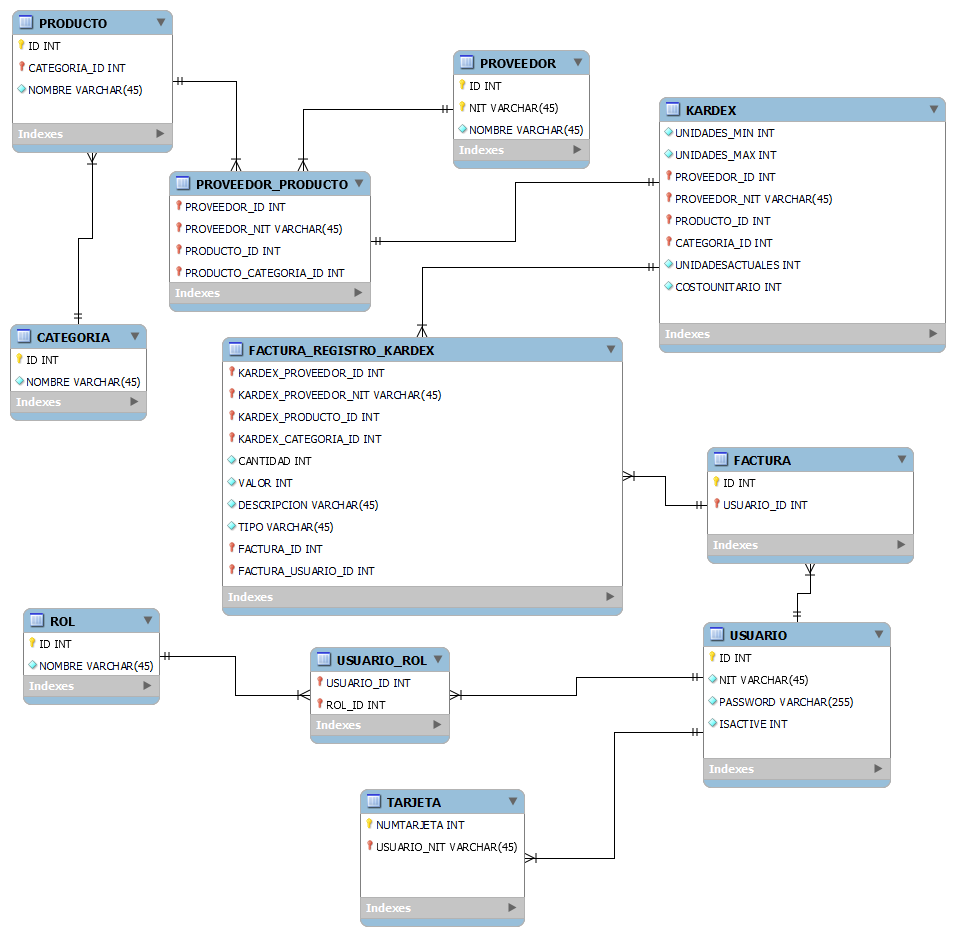 PRODUCTO
ID INT
CATEGORIA_ID INT
NOMBRE VARCHAR(45)
Indexes
PROVEEDOR
ID INT
NIT VARCHAR(45)
NOMBRE VARCHAR(45)
Indexes
KARDEX
UNIDADES_MIN INT
UNIDADES_MAX INT
PROVEEDOR_ID INT
PROVEEDOR_NIT VARCHAR(45)
PRODUCTO_ID INT
CATEGORIA_ID INT
UNIDADESACTUALES INT
COSTOUNITARIO INT
Indexes
PROVEEDOR_PRODUCTO
PROVEEDOR_ID INT
PROVEEDOR_NIT VARCHAR(45)
PRODUCTO_ID INT
PRODUCTO_CATEGORIA_ID INT
Indexes
CATEGORIA
ID INT
NOMBRE VARCHAR(45)
Indexes
FACTURA_REGISTRO_KARDEX
KARDEX_PROVEEDOR_ID INT
KARDEX_PROVEEDOR_NIT VARCHAR(45)
KARDEX_PRODUCTO_ID INT
KARDEX_CATEGORIA_ID INT
CANTIDAD INT
VALOR INT
DESCRIPCION VARCHAR(45)
TIPO VARCHAR(45)
FACTURA_ID INT
FACTURA_USUARIO_ID INT
Indexes
FACTURA
ID INT
USUARIO_ID INT
Indexes
ROL
ID INT
NOMBRE VARCHAR(45)
Indexes
USUARIO_ROL
USUARIO_ID INT
ROL_ID INT
Indexes
USUARIO
ID INT
NIT VARCHAR(45)
PASSWORD VARCHAR(255)
ISACTIVE INT
Indexes
TARJETA
NUMTARJETA INT
USUARIO_NIT VARCHAR(45)
Indexes